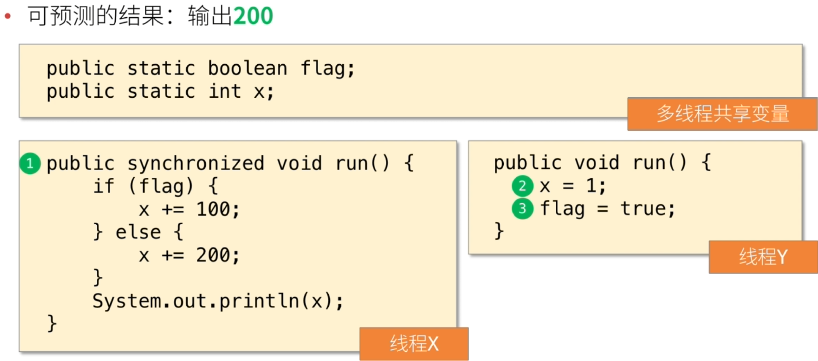 • 可预测的结果：输出200
public static boolean flag;
public static int x;
多线程共享变量
1 public synchronized void run() {
if (flag) {
x += 100;
} else {
x += 200;
}
System.out.println(x);
}
线程X
public void run() {
2 x = 1;
3 flag = true;
}
线程Y